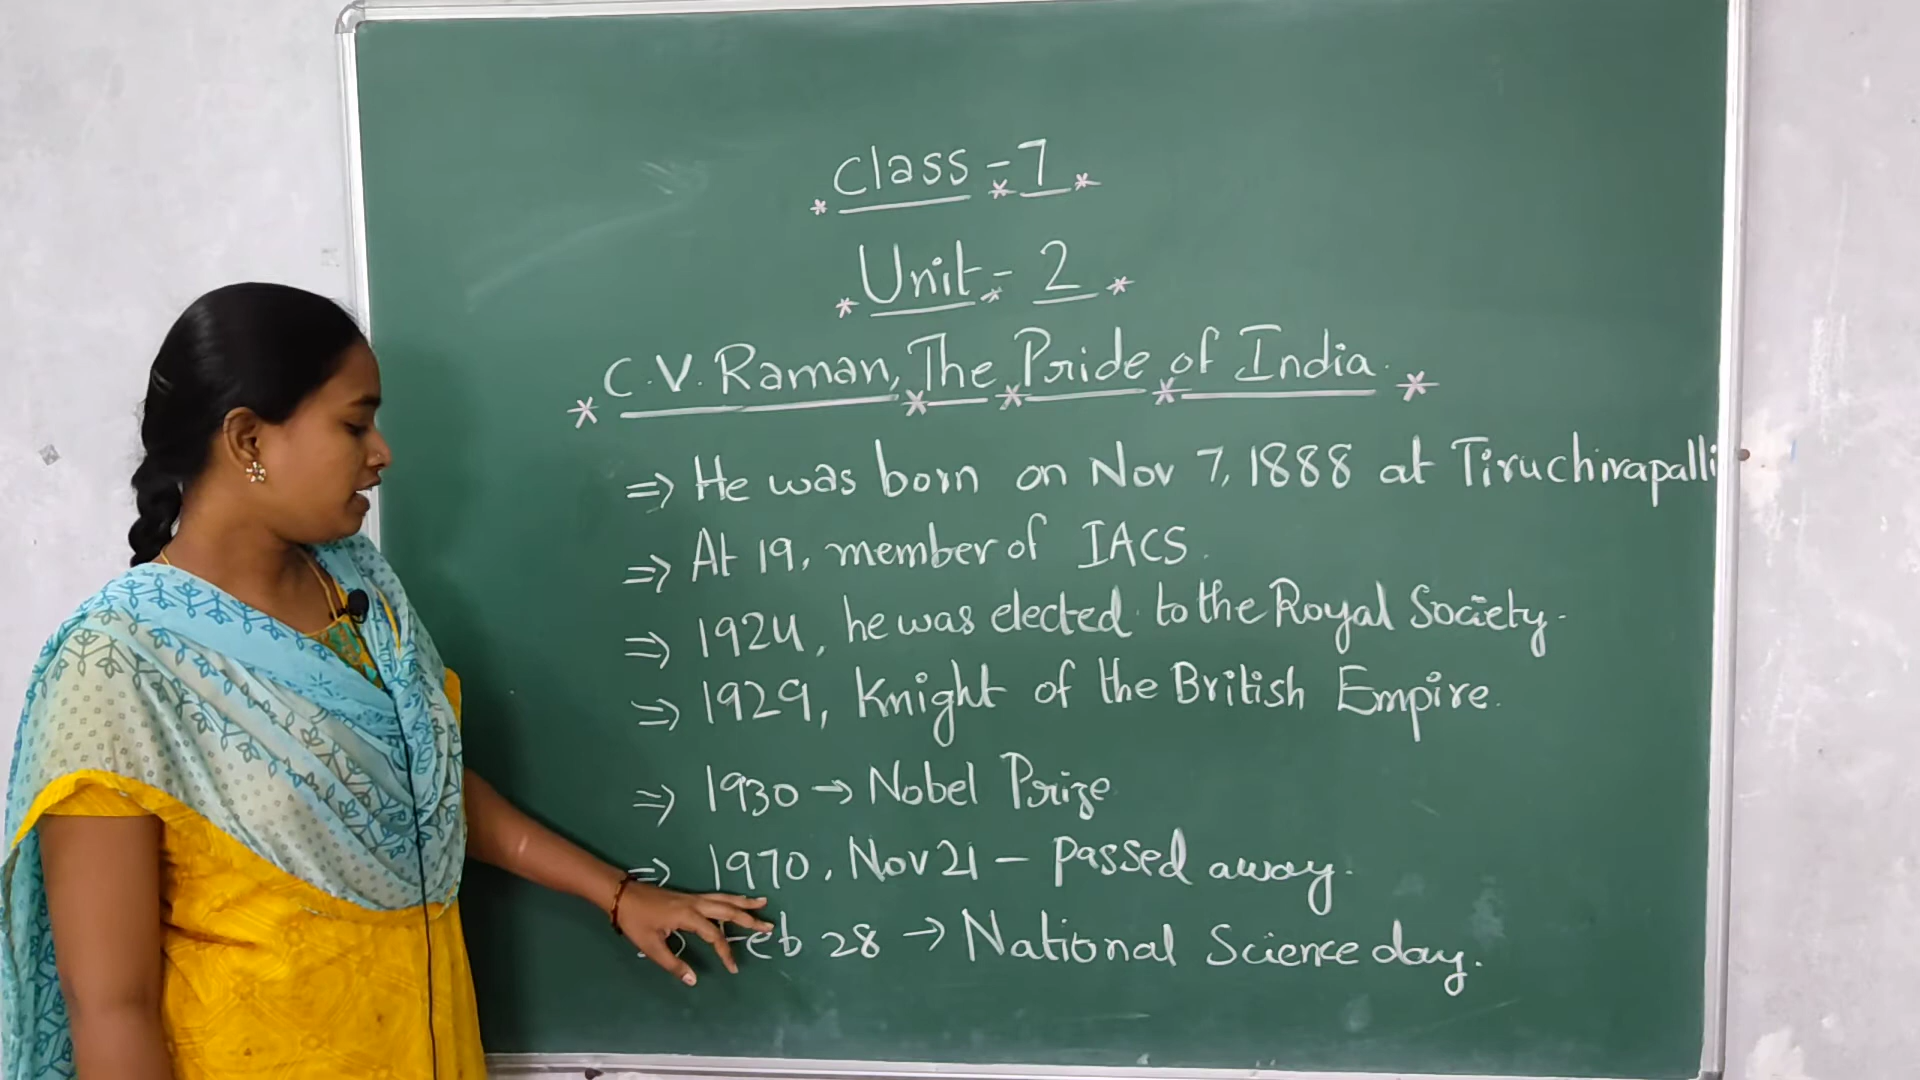 Class - 7
Unit - 2
C.V. Raman, The Pride of India.
⇒ He was born on Nov 7, 1888 at Tiruchirapalli
⇒ At 19, member of IACS.
⇒ 1924, he was elected to the Royal Society.
⇒ 1929, Knight of the British Empire.
⇒ 1930 → Nobel Prize
⇒ 1970, Nov 21 - Passed away.
⇒ Feb 28 → National Science day.